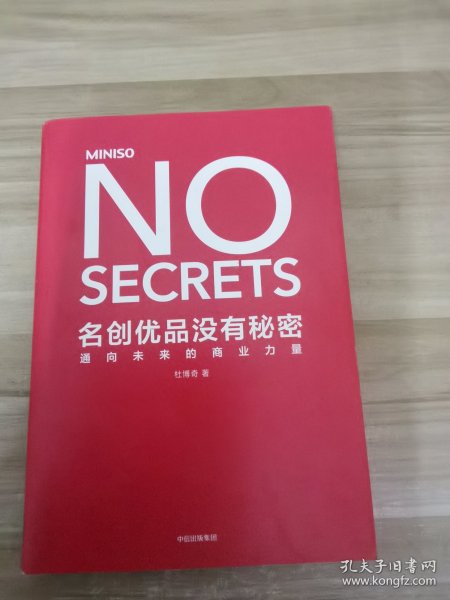 MINISO
NO
SECRETS
名创优品没有秘密
通向未来的商业力量
杜博奇 著
中信出版集团
孔夫子旧书网
www.kongfz.com